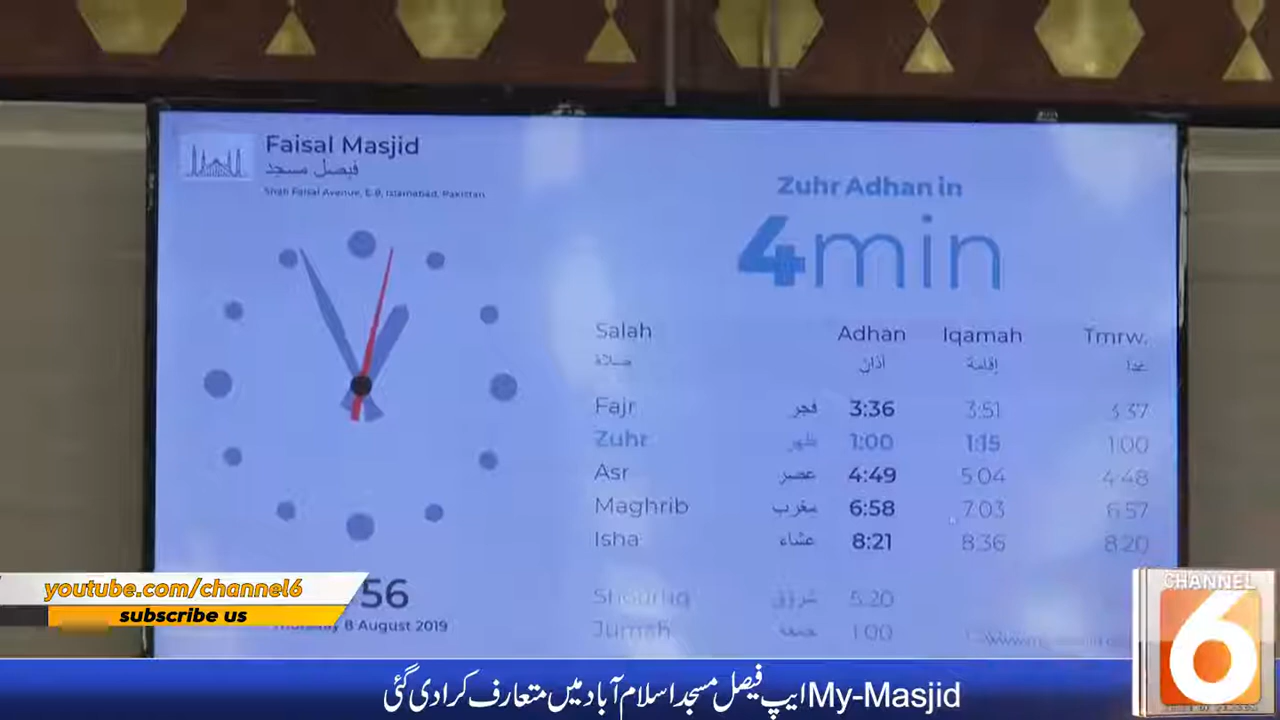 Faisal Masjid
فيصل مسجد
Shah Faisal Avenue, E-8, Islamabad, Pakistan
Zuhr Adhan in
4min
Salah Adhan Iqamah Tmrw.
صلاة أذان إقامة غدا
Fajr فجر 3:36 3:51 3:37
Zuhr ظهر 1:00 1:15 1:00
Asr عصر 4:49 5:04 4:48
Maghrib مغرب 6:58 7:03 6:57
Isha عشاء 8:21 8:36 8:20
Shouruq شروق 5:20
Jumah جمعة 1:00
56
8 August 2019
youtube.com/channel6
subscribe us
CHANNEL
6
My-Masjid ایپ فیصل مسجد اسلام آباد میں متعارف کرا دی گئی